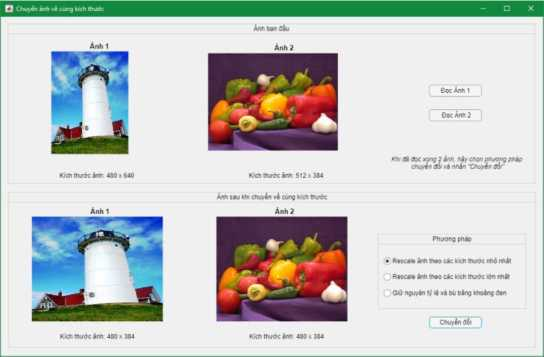 Chuyển ảnh về cùng kích thước
Ảnh ban đầu
Ảnh 1
Ảnh 2
Đọc Ảnh 1
Đọc Ảnh 2
Khi đã đọc xong 2 ảnh, hãy chọn phương pháp
chuyển đổi và nhấn "Chuyển đổi"
Kích thước ảnh: 480 x 640
Kích thước ảnh: 512 x 384
Ảnh sau khi chuyển về cùng kích thước
Ảnh 1
Ảnh 2
Phương pháp
Rescale ảnh theo các kích thước nhỏ nhất
Rescale ảnh theo các kích thước lớn nhất
Giữ nguyên tỷ lệ và bù bằng khoảng đen
Chuyển đổi
Kích thước ảnh: 480 x 384
Kích thước ảnh: 480 x 384